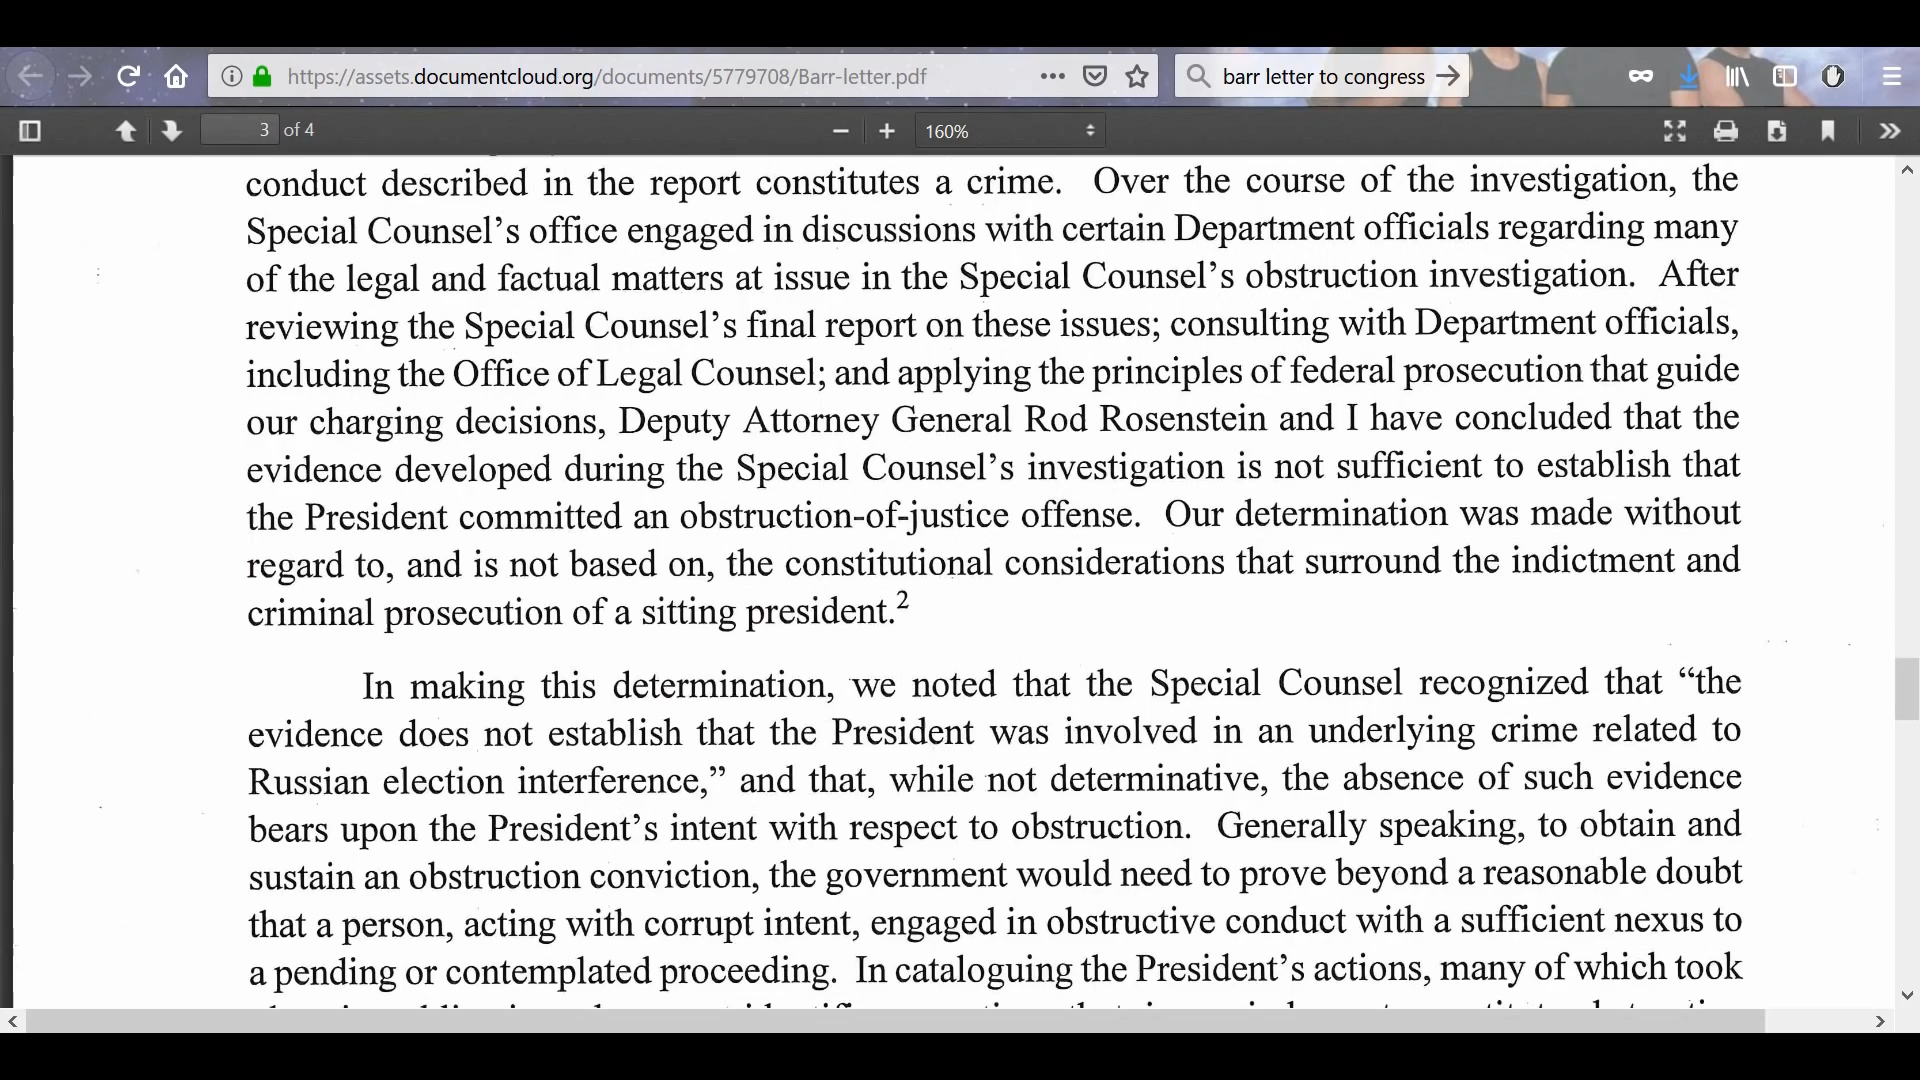 https://assets.documentcloud.org/documents/5779708/Barr-letter.pdf
barr letter to congress
3 of 4
160%
conduct described in the report constitutes a crime. Over the course of the investigation, the
Special Counsel’s office engaged in discussions with certain Department officials regarding many
of the legal and factual matters at issue in the Special Counsel’s obstruction investigation. After
reviewing the Special Counsel’s final report on these issues; consulting with Department officials,
including the Office of Legal Counsel; and applying the principles of federal prosecution that guide
our charging decisions, Deputy Attorney General Rod Rosenstein and I have concluded that the
evidence developed during the Special Counsel’s investigation is not sufficient to establish that
the President committed an obstruction-of-justice offense. Our determination was made without
regard to, and is not based on, the constitutional considerations that surround the indictment and
criminal prosecution of a sitting president.2
In making this determination, we noted that the Special Counsel recognized that “the
evidence does not establish that the President was involved in an underlying crime related to
Russian election interference,” and that, while not determinative, the absence of such evidence
bears upon the President’s intent with respect to obstruction. Generally speaking, to obtain and
sustain an obstruction conviction, the government would need to prove beyond a reasonable doubt
that a person, acting with corrupt intent, engaged in obstructive conduct with a sufficient nexus to
a pending or contemplated proceeding. In cataloguing the President’s actions, many of which took